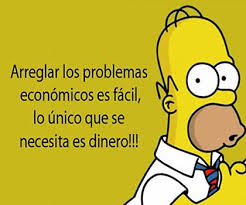 Arreglar los problemas
económicos es fácil,
lo único que se
necesita es dinero!!!